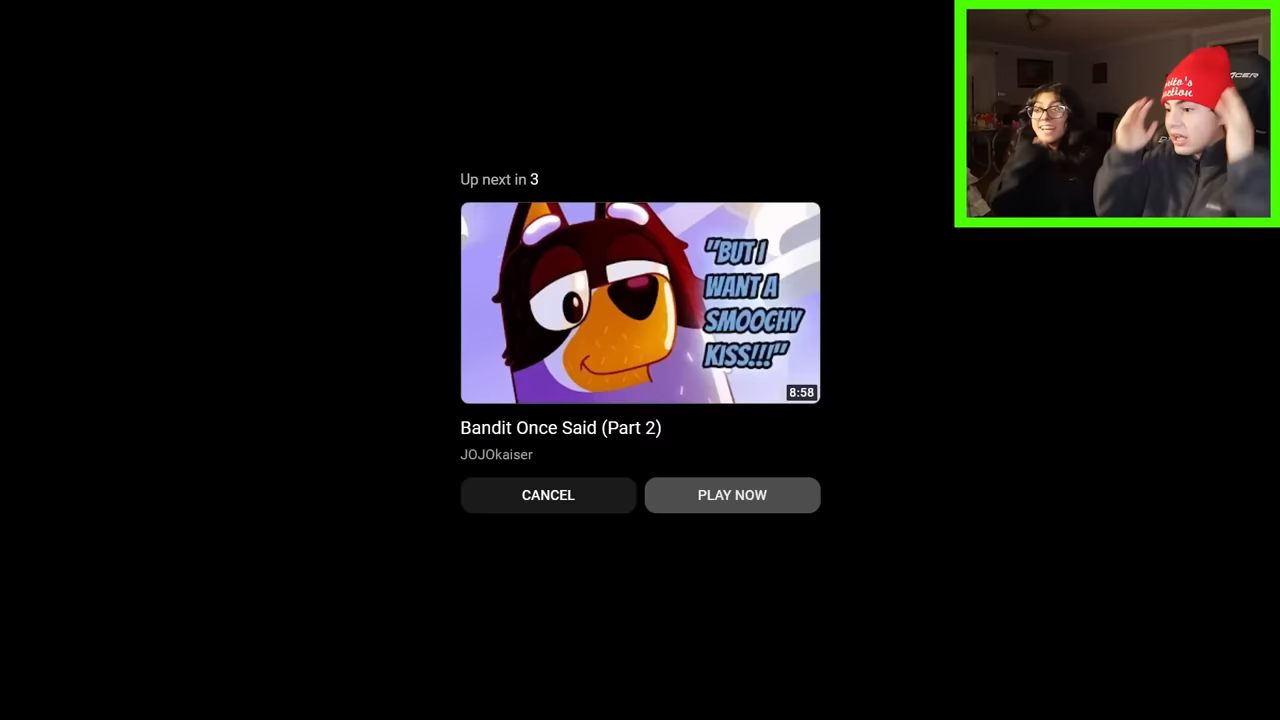 Up next in 3
"BUT I
WANT A
SMOOCHY
KISS!!!"
8:58
Bandit Once Said (Part 2)
JOJOkaiser
CANCEL
PLAY NOW